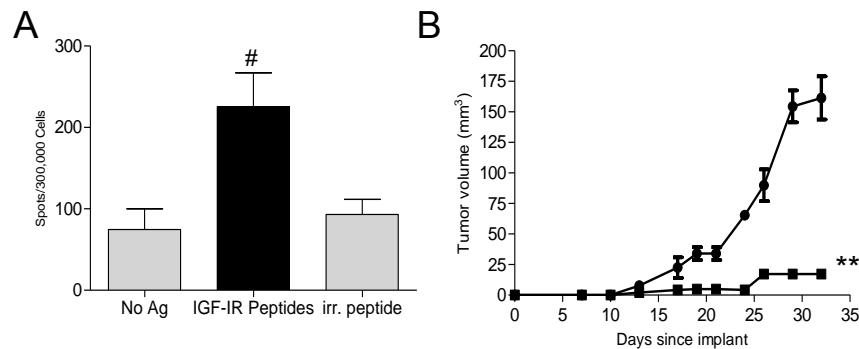 A
300
200
100
0
Spots/300,000 Cells
#
No Ag
IGF-IR Peptides
irr. peptide
B
200
175
150
125
100
75
50
25
0
Tumor volume (mm³)
**
0 5 10 15 20 25 30 35
Days since implant